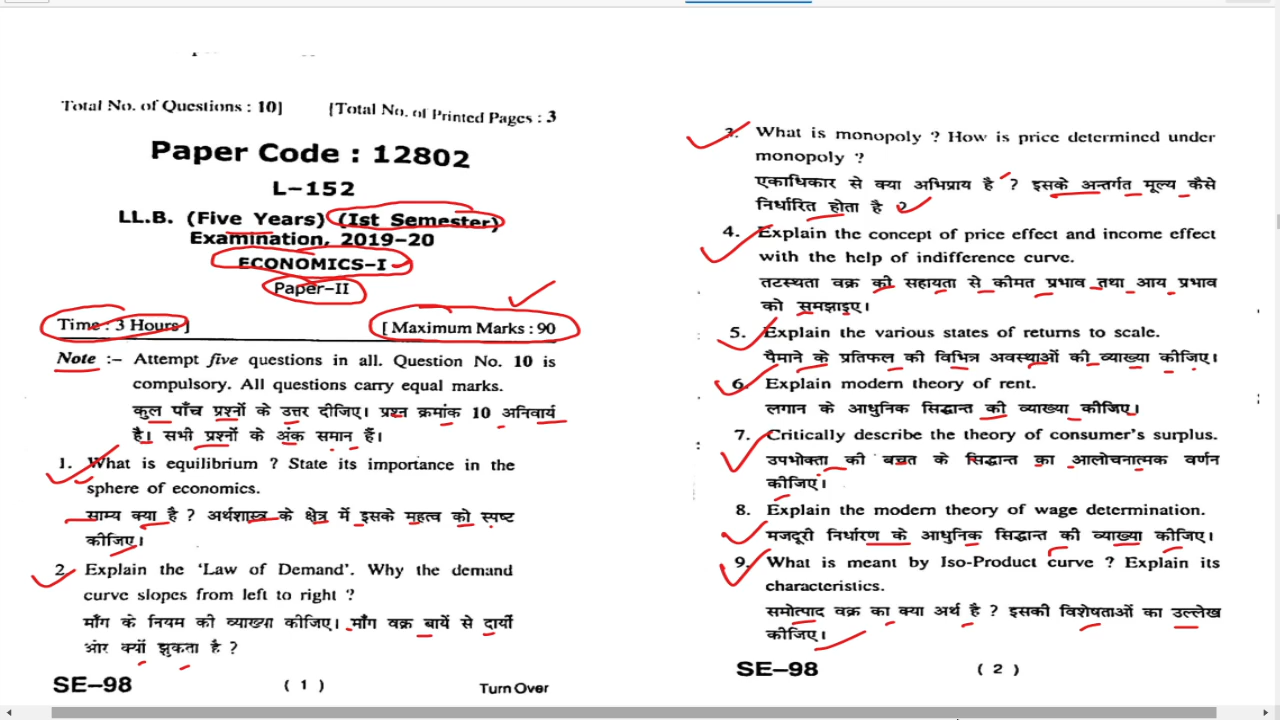 Total No. of Questions : 10] [Total No. of Printed Pages : 3
Paper Code : 12802
L–152
LL.B. (Five Years) (Ist Semester)
Examination, 2019–20
ECONOMICS–I
Paper–II
Time : 3 Hours ] [ Maximum Marks : 90
Note :– Attempt five questions in all. Question No. 10 is
compulsory. All questions carry equal marks.
कुल पाँच प्रश्नों के उत्तर दीजिए। प्रश्न क्रमांक 10 अनिवार्य
है। सभी प्रश्नों के अंक समान हैं।
1. What is equilibrium ? State its importance in the
sphere of economics.
साम्य क्या है ? अर्थशास्त्र के क्षेत्र में इसके महत्व को स्पष्ट
कीजिए।
2. Explain the ‘Law of Demand’. Why the demand
curve slopes from left to right ?
माँग के नियम की व्याख्या कीजिए। माँग वक्र बायें से दायीं
ओर क्यों झुकता है ?
SE–98 ( 1 ) Turn Over
3. What is monopoly ? How is price determined under
monopoly ?
एकाधिकार से क्या अभिप्राय है ? इसके अन्तर्गत मूल्य कैसे
निर्धारित होता है ?
4. Explain the concept of price effect and income effect
with the help of indifference curve.
तटस्थता वक्र की सहायता से कीमत प्रभाव तथा आय प्रभाव
को समझाइए।
5. Explain the various states of returns to scale.
पैमाने के प्रतिफल की विभिन्न अवस्थाओं की व्याख्या कीजिए।
6. Explain modern theory of rent.
लगान के आधुनिक सिद्धान्त की व्याख्या कीजिए।
7. Critically describe the theory of consumer’s surplus.
उपभोक्ता की बचत के सिद्धान्त का आलोचनात्मक वर्णन
कीजिए।
8. Explain the modern theory of wage determination.
मजदूरी निर्धारण के आधुनिक सिद्धान्त की व्याख्या कीजिए।
9. What is meant by Iso-Product curve ? Explain its
characteristics.
समोत्पाद वक्र का क्या अर्थ है ? इसकी विशेषताओं का उल्लेख
कीजिए।
SE–98 ( 2 )